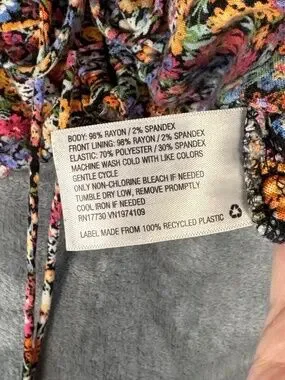 BODY: 98% RAYON / 2% SPANDEX
FRONT LINING: 98% RAYON / 2% SPANDEX
ELASTIC: 70% POLYESTER / 30% SPANDEX
MACHINE WASH COLD WITH LIKE COLORS
GENTLE CYCLE
ONLY NON-CHLORINE BLEACH IF NEEDED
TUMBLE DRY LOW, REMOVE PROMPTLY
COOL IRON IF NEEDED
RN17730 VN1974109
LABEL MADE FROM 100% RECYCLED PLASTIC